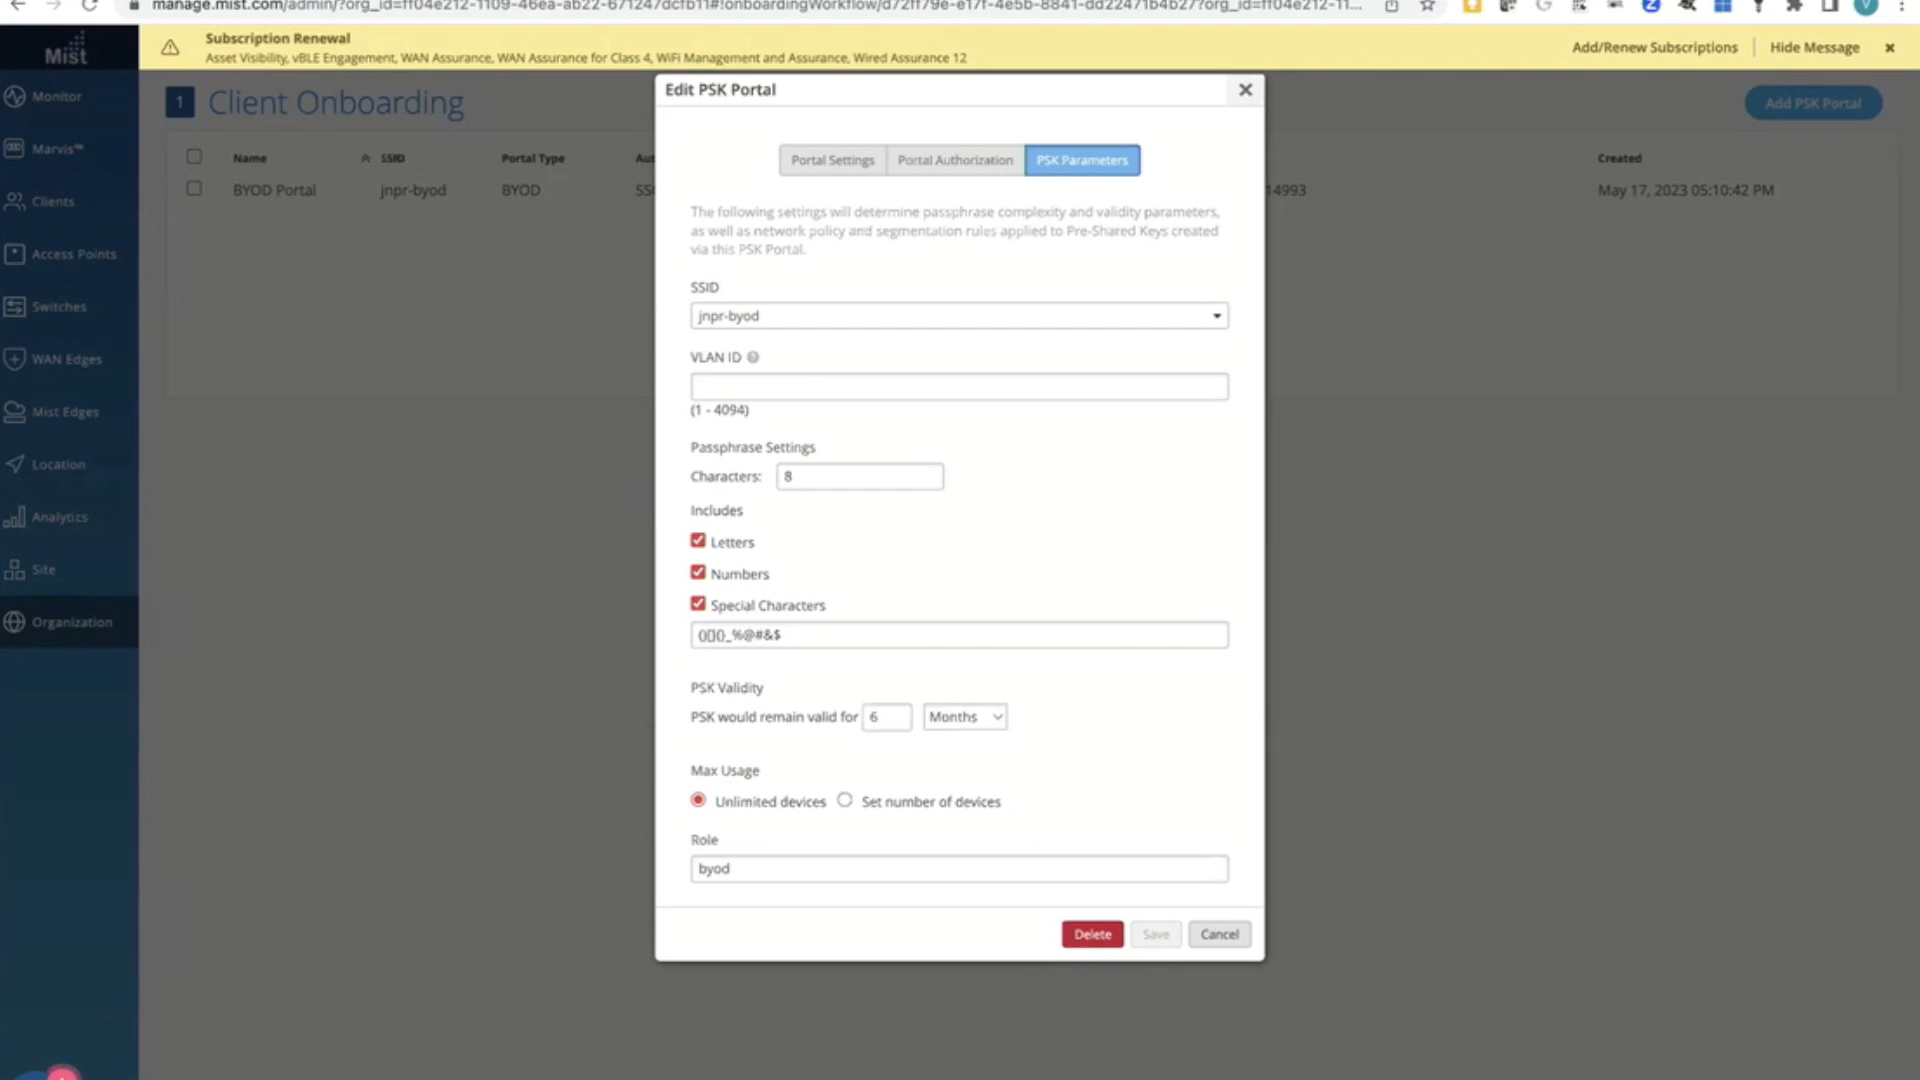 manage.mist.com/admin/?org_id=ff04e212-1109-46ea-ab22-671247dcfb11#!onboardingWorkflow/d72ff79e-e17f-4e5b-8841-dd22471b4b27?org_id=ff04e212-11...
Mist
Subscription Renewal
Asset Visibility, vBLE Engagement, WAN Assurance, WAN Assurance for Class 4, WiFi Management and Assurance, Wired Assurance 12
Add/Renew Subscriptions
Hide Message
Monitor
Marvis™
Clients
Access Points
Switches
WAN Edges
Mist Edges
Location
Analytics
Site
Organization
1 Client Onboarding
Add PSK Portal
Name SSID Portal Type Aut Created
BYOD Portal jnpr-byod BYOD SSO 14993 May 17, 2023 05:10:42 PM
Edit PSK Portal
Portal Settings Portal Authorization PSK Parameters
The following settings will determine passphrase complexity and validity parameters,
as well as network policy and segmentation rules applied to Pre-Shared Keys created
via this PSK Portal.
SSID
jnpr-byod
VLAN ID
(1 - 4094)
Passphrase Settings
Characters: 8
Includes
Letters
Numbers
Special Characters
()[]{}_%@#&$
PSK Validity
PSK would remain valid for 6 Months
Max Usage
Unlimited devices Set number of devices
Role
byod
Delete Save Cancel